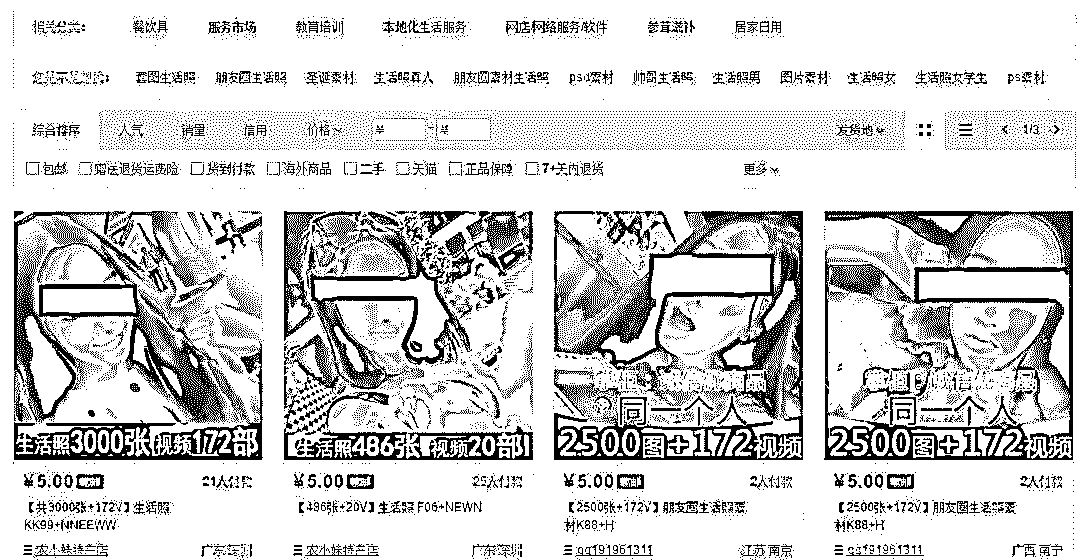 相关分类： 餐饮具 服务市场 教育培训 本地化生活服务 网店/网络服务/软件 参茸滋补 居家日用
您是不是想找： 套图生活照 朋友圈生活照 圣诞素材 生活照真人 朋友圈素材生活照 psd素材 帅哥生活照 生活照男 图片素材 生活照女 生活照女学生 ps素材
综合排序 人气 销量 信用 价格 ¥ - ¥ 发货地 1/3
包邮 赠送退货运费险 货到付款 海外商品 二手 天猫 正品保障 7+天内退货 更多
生活照3000张 视频172部
生活照486张 视频20部
同一个人
2500图+172视频
同一个人
2500图+172视频
¥5.00 21人付款
【共3000张+172V】生活照
KK99+NNEEWW
农小妹特产店 广东 深圳
¥5.00 25人付款
【486张+20V】生活照 F06+NEWN
农小妹特产店 广东 深圳
¥5.00 2人付款
【2500张+172V】朋友圈生活照素
材K88+H
qq191961311 江苏 南京
¥5.00 2人付款
【2500张+172V】朋友圈生活照素
材K88+H
qq191961311 广西 南宁